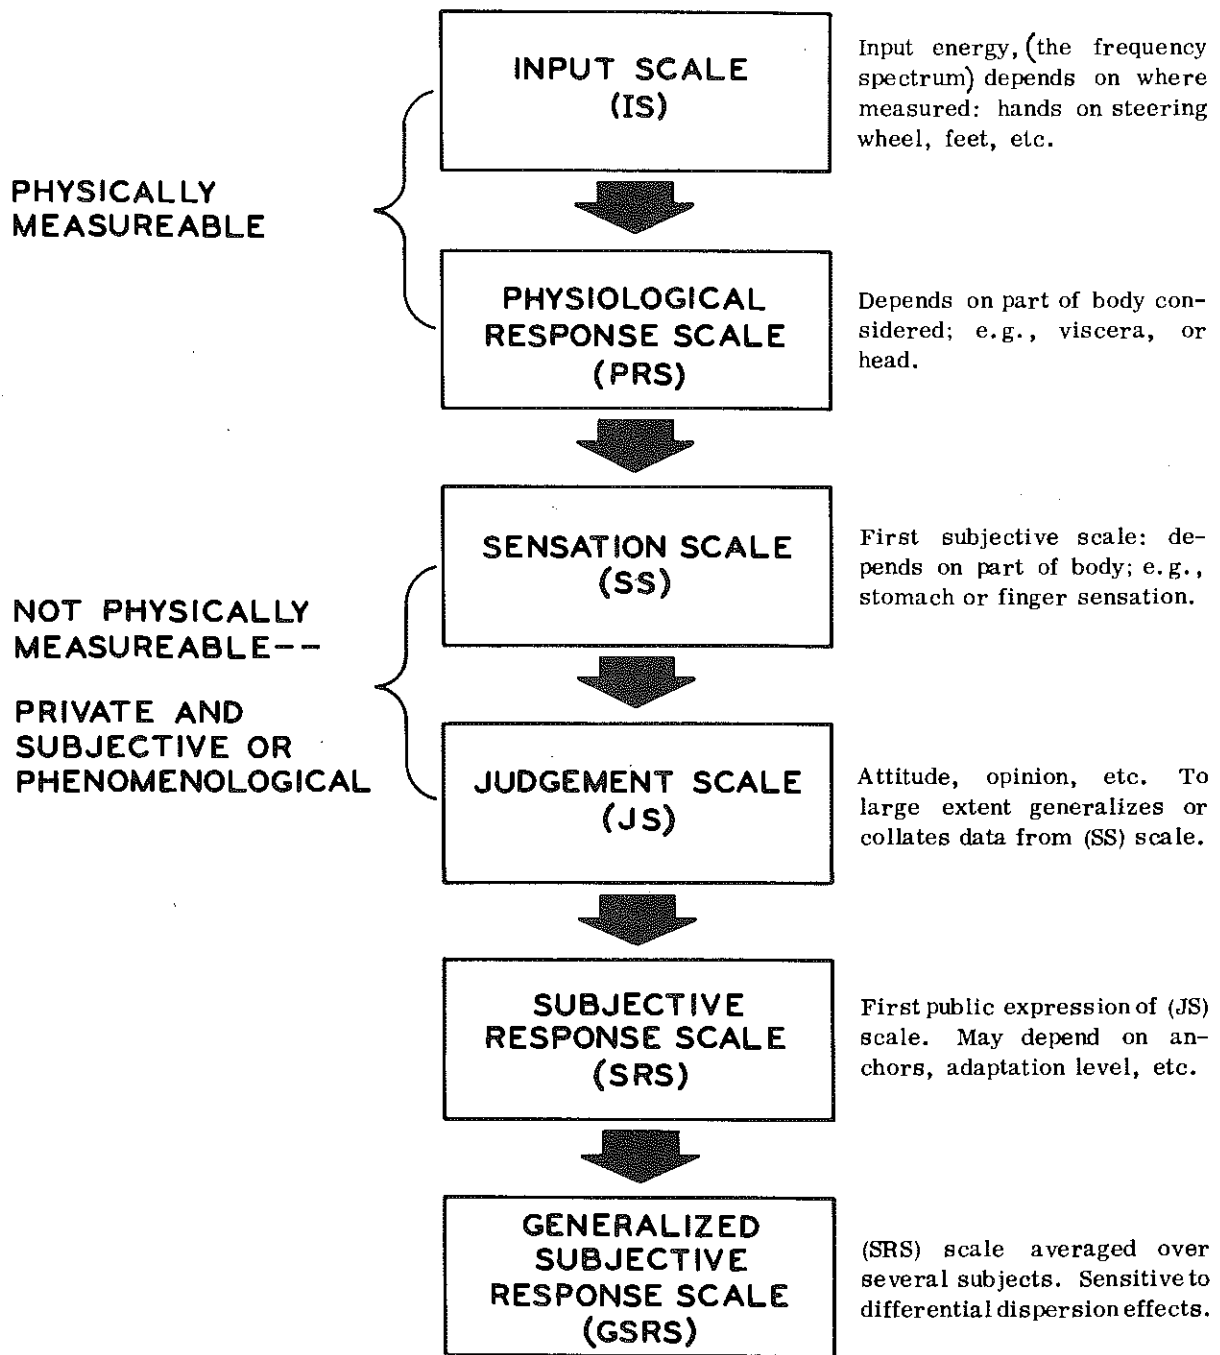 INPUT SCALE
(IS)
Input energy, (the frequency
spectrum) depends on where
measured: hands on steering
wheel, feet, etc.
PHYSICALLY
MEASUREABLE
PHYSIOLOGICAL
RESPONSE SCALE
(PRS)
Depends on part of body con-
sidered; e.g., viscera, or
head.
SENSATION SCALE
(SS)
First subjective scale: de-
pends on part of body; e.g.,
stomach or finger sensation.
NOT PHYSICALLY
MEASUREABLE--
PRIVATE AND
SUBJECTIVE OR
PHENOMENOLOGICAL
JUDGEMENT SCALE
(JS)
Attitude, opinion, etc. To
large extent generalizes or
collates data from (SS) scale.
SUBJECTIVE
RESPONSE SCALE
(SRS)
First public expression of (JS)
scale. May depend on an-
chors, adaptation level, etc.
GENERALIZED
SUBJECTIVE
RESPONSE SCALE
(GSRS)
(SRS) scale averaged over
several subjects. Sensitive to
differential dispersion effects.